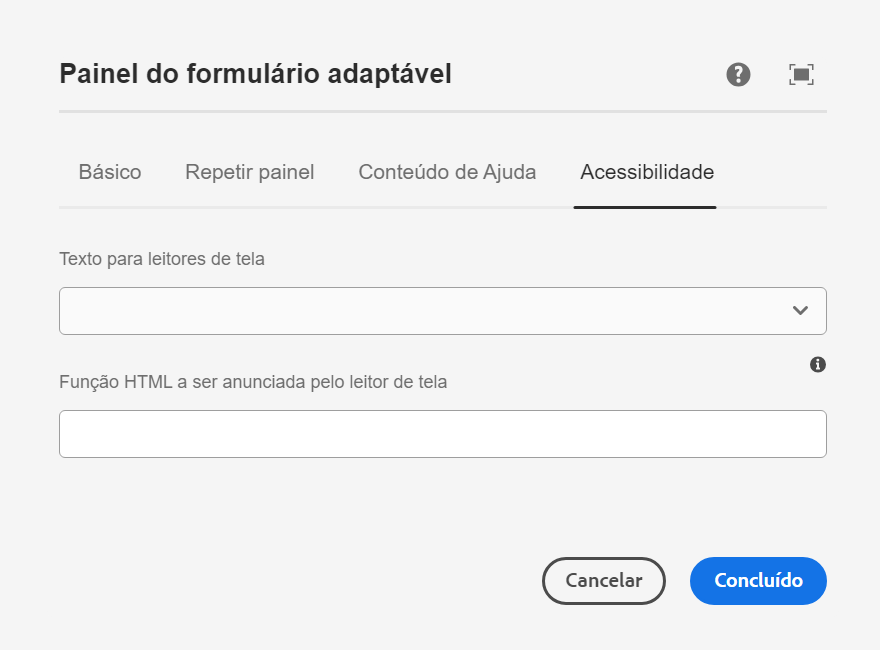 Painel do formulário adaptável
Básico Repetir painel Conteúdo de Ajuda Acessibilidade
Texto para leitores de tela
Função HTML a ser anunciada pelo leitor de tela
Cancelar Concluído